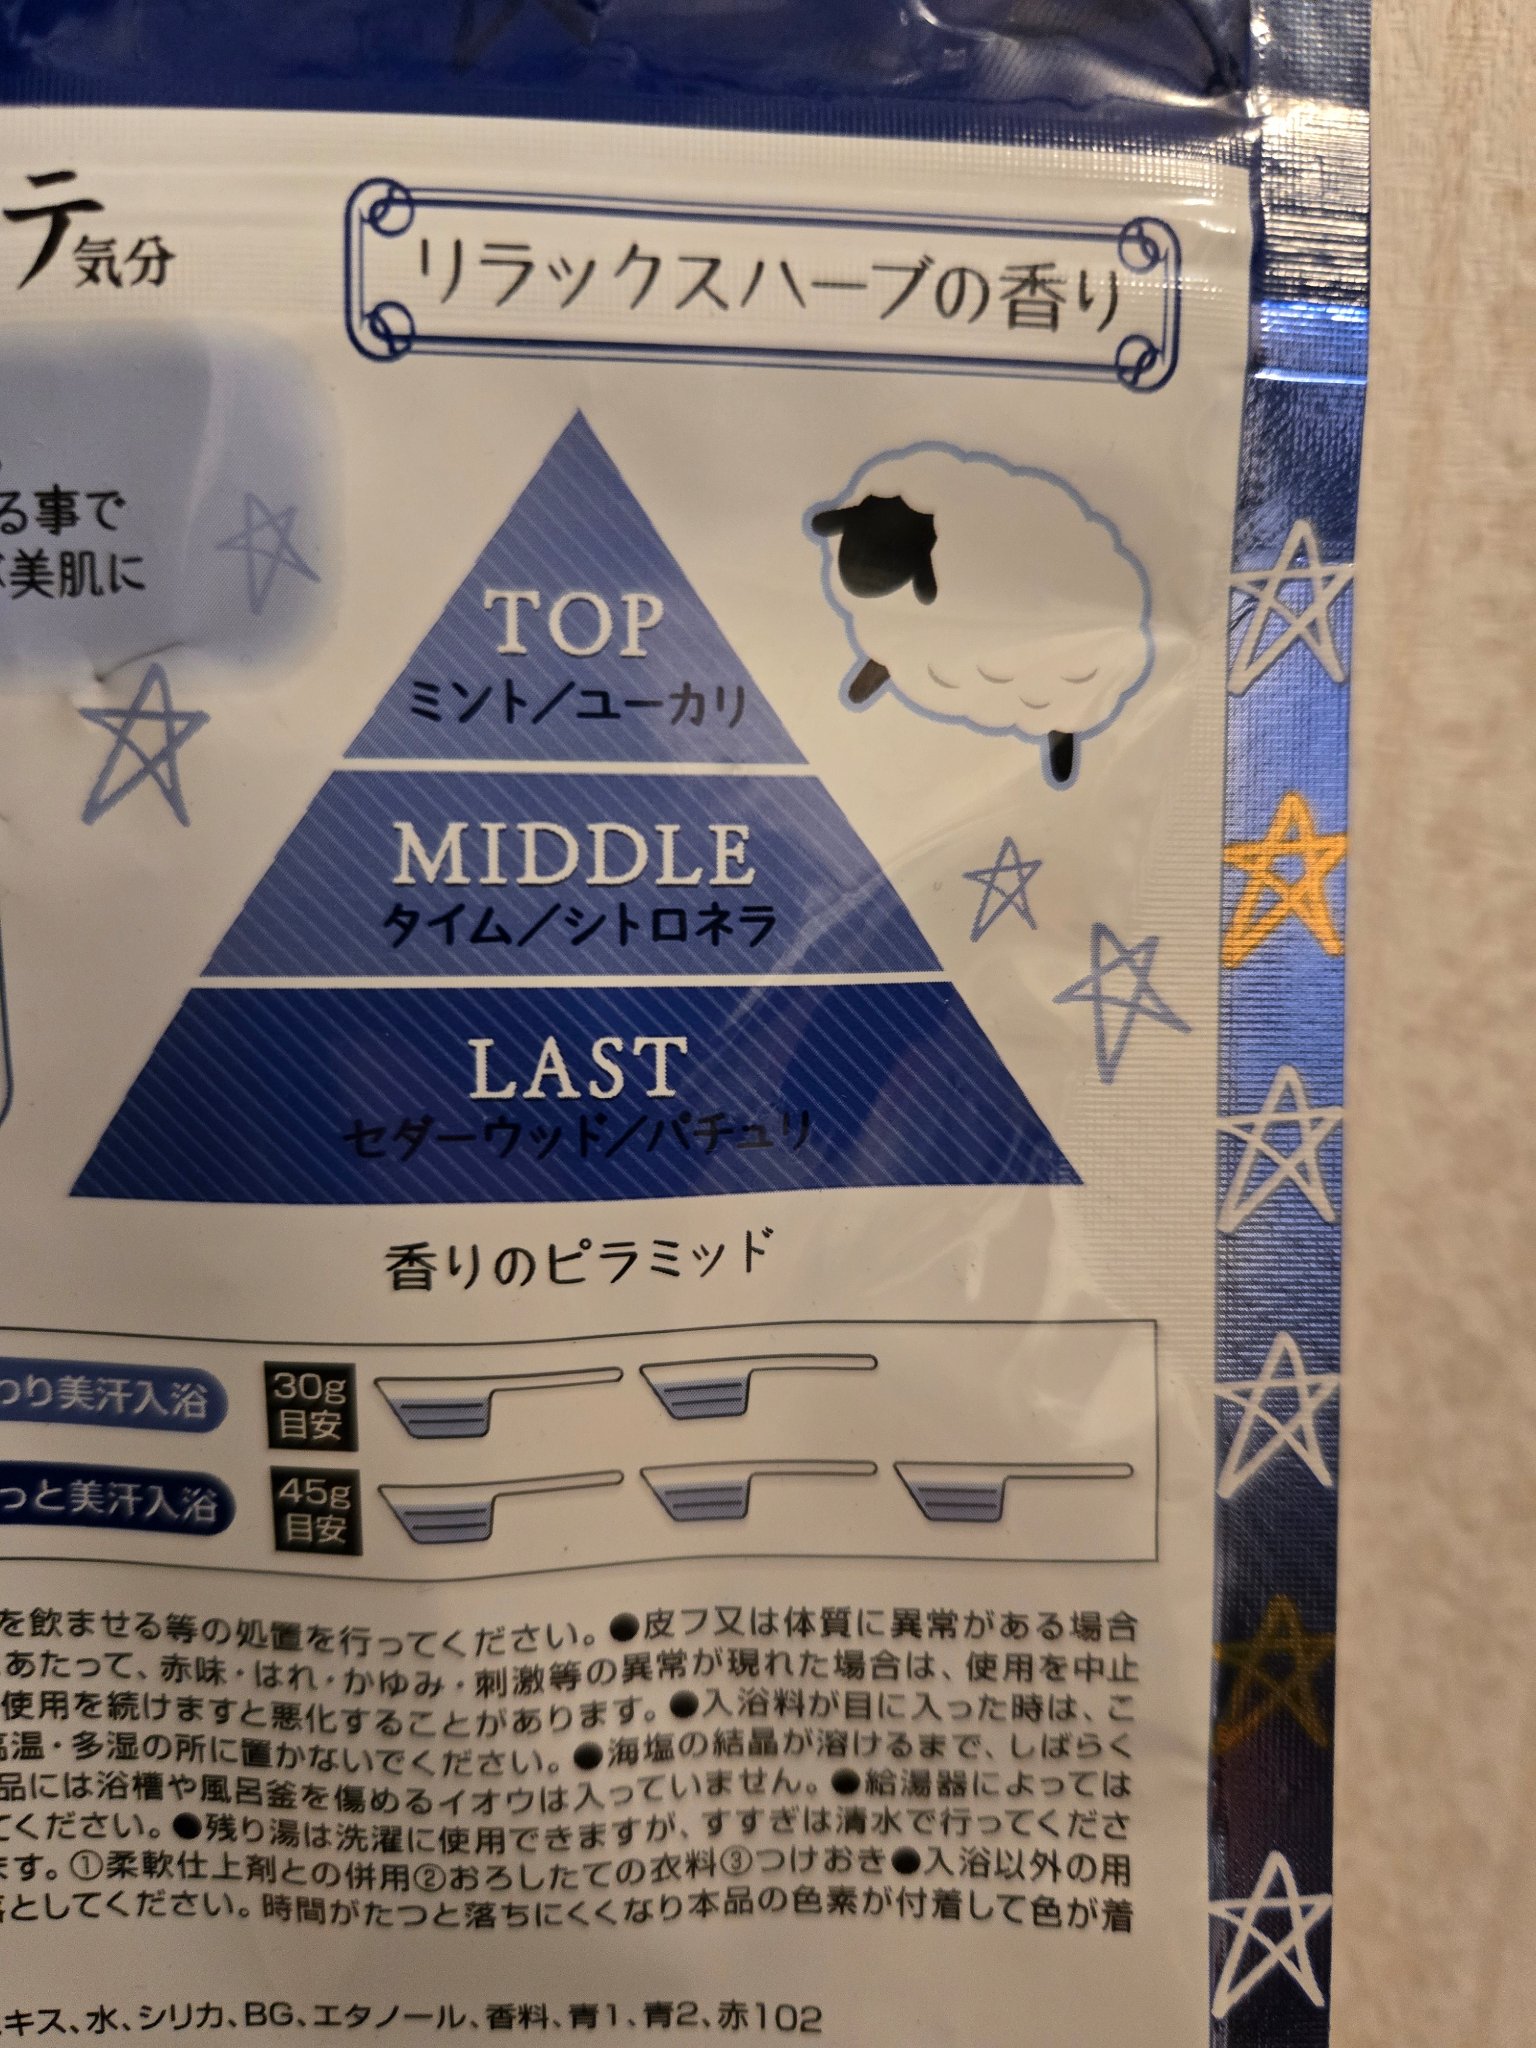 テ気分
リラックスハーブの香り
る事で
美肌に
TOP
ミント／ユーカリ
MIDDLE
タイム／シトロネラ
LAST
セダーウッド／パチュリ
香りのピラミッド
わり美汗入浴
30g
目安
っと美汗入浴
45g
目安
を飲ませる等の処置を行ってください。●皮フ又は体質に異常がある場合
あたって、赤味・はれ・かゆみ・刺激等の異常が現れた場合は、使用を中止
使用を続けますと悪化することがあります。●入浴料が目に入った時は、こ
高温・多湿の所に置かないでください。●海塩の結晶が溶けるまで、しばらく
品には浴槽や風呂釜を傷めるイオウは入っていません。●給湯器によっては
てください。●残り湯は洗濯に使用できますが、すすぎは清水で行ってくださ
ます。①柔軟仕上剤との併用②おろしたての衣料③つけおき●入浴以外の用
落としてください。時間がたつと落ちにくくなり本品の色素が付着して色が着
キス、水、シリカ、BG、エタノール、香料、青1、青2、赤102